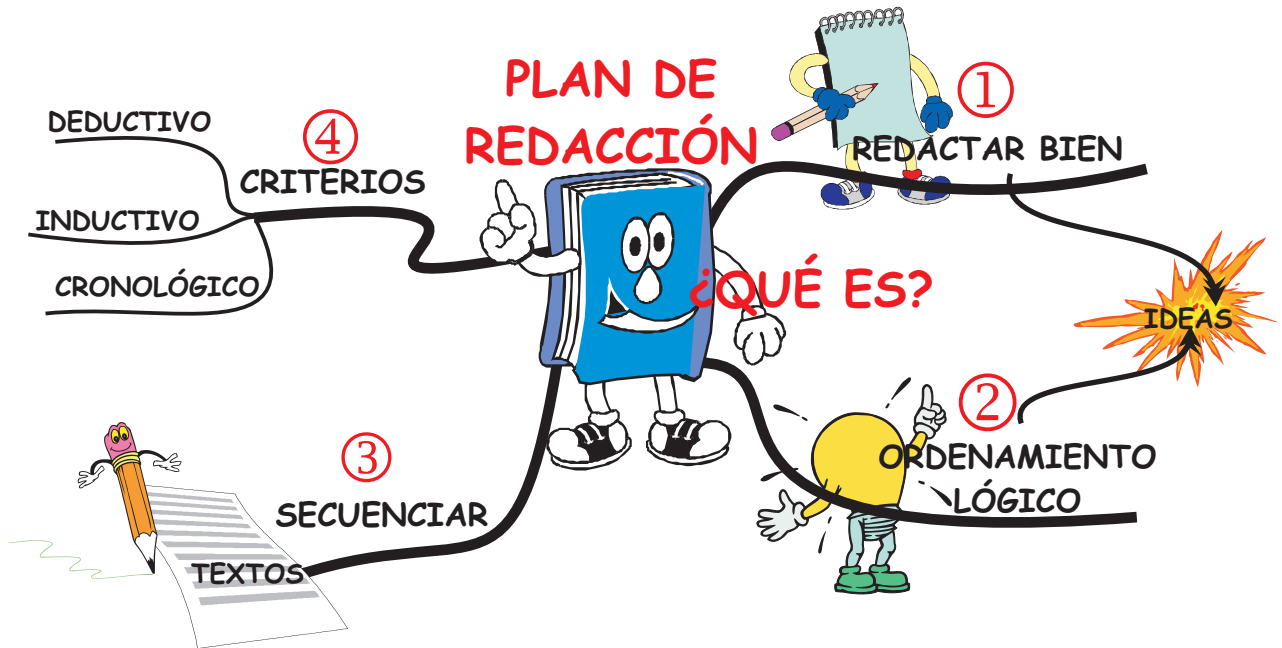 PLAN DE
REDACCIÓN
¿QUÉ ES?
①
REDACTAR BIEN
IDEAS
②
ORDENAMIENTO
LÓGICO
③
SECUENCIAR
TEXTOS
④
CRITERIOS
DEDUCTIVO
INDUCTIVO
CRONOLÓGICO